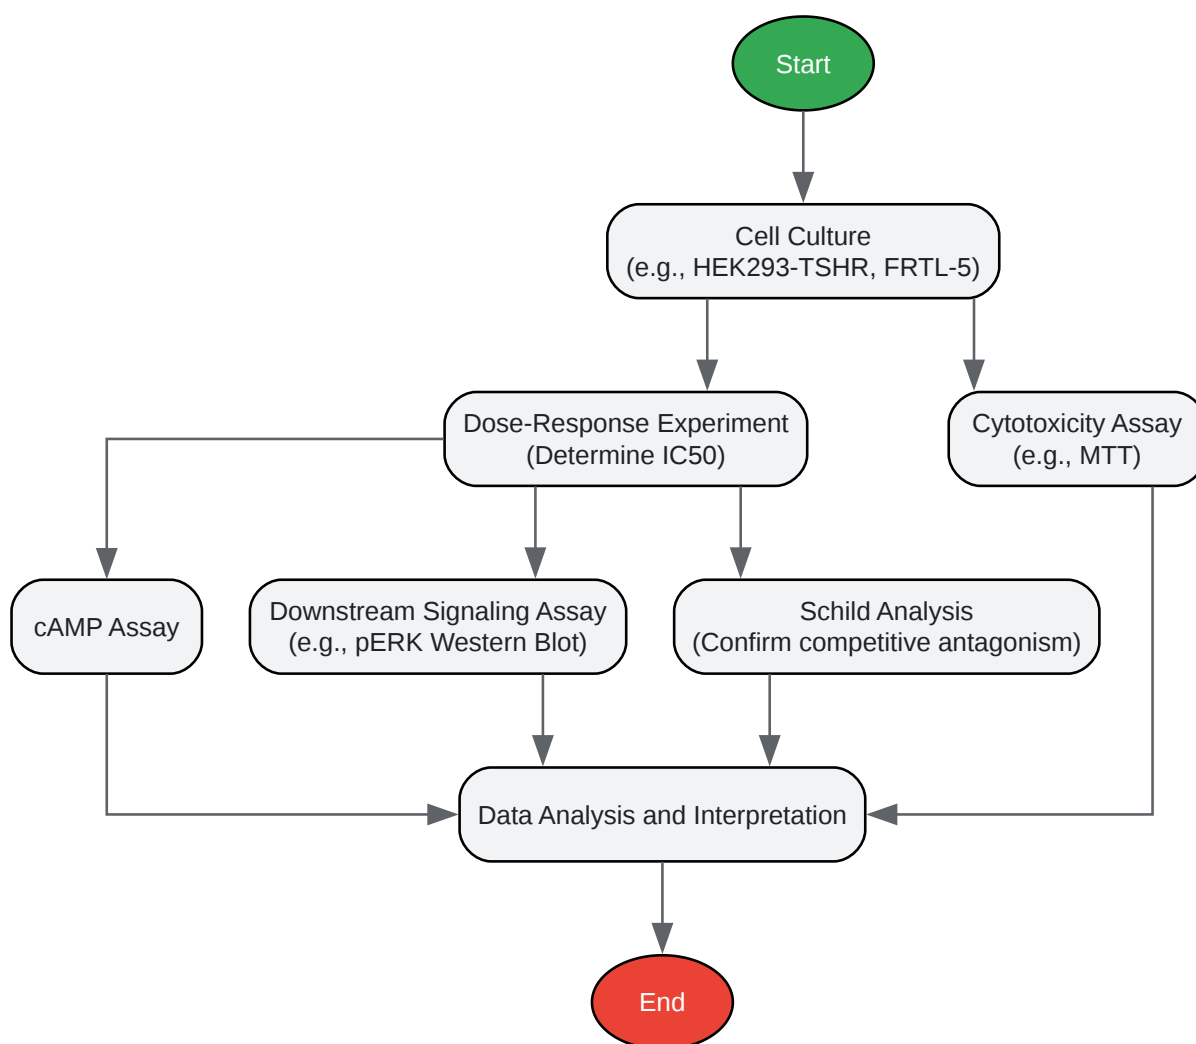 Start
Cell Culture
(e.g., HEK293-TSHR, FRTL-5)
Dose-Response Experiment
(Determine IC50)
Cytotoxicity Assay
(e.g., MTT)
cAMP Assay
Downstream Signaling Assay
(e.g., pERK Western Blot)
Schild Analysis
(Confirm competitive antagonism)
Data Analysis and Interpretation
End